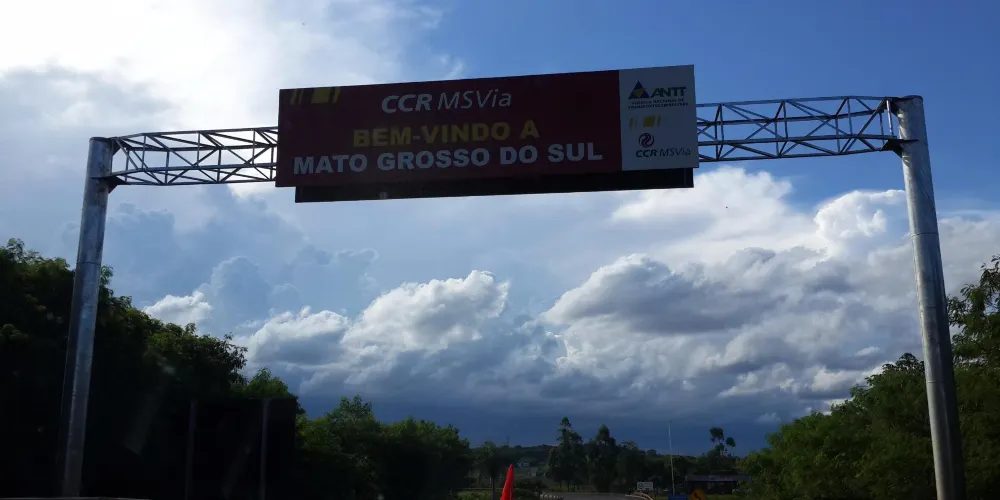 CCR MSVia
BEM-VINDO A
MATO GROSSO DO SUL
ANTT
CCR MSVia